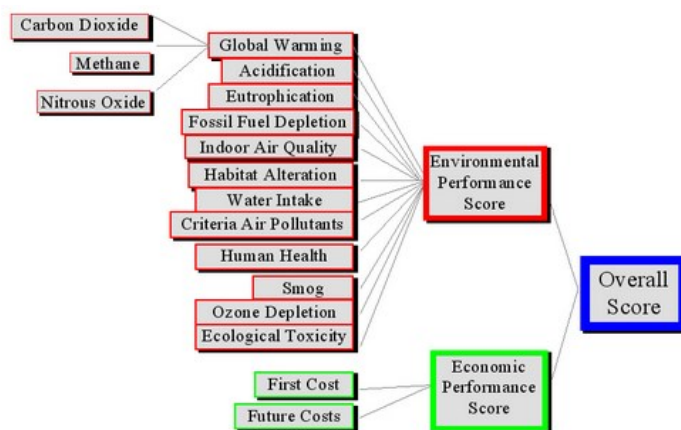 Carbon Dioxide
Methane
Nitrous Oxide
Global Warming
Acidification
Eutrophication
Fossil Fuel Depletion
Indoor Air Quality
Habitat Alteration
Water Intake
Criteria Air Pollutants
Human Health
Smog
Ozone Depletion
Ecological Toxicity
First Cost
Future Costs
Environmental
Performance
Score
Economic
Performance
Score
Overall
Score